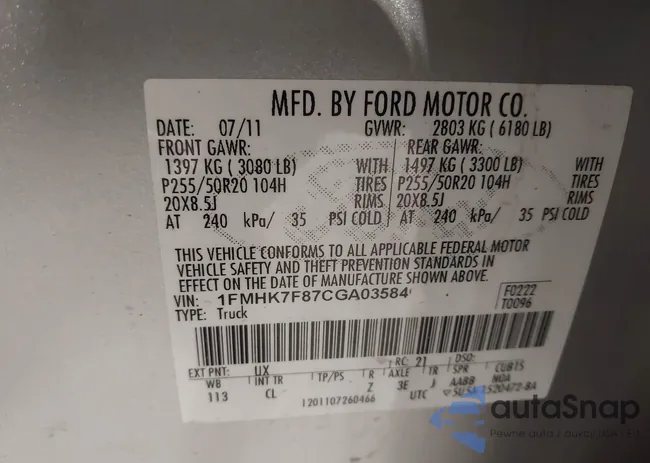 MFD. BY FORD MOTOR CO.
DATE: 07/11 GVWR: 2803 KG ( 6180 LB)
FRONT GAWR: REAR GAWR:
1397 KG ( 3080 LB) WITH 1497 KG ( 3300 LB) WITH
P255/50R20 104H TIRES P255/50R20 104H TIRES
20X8.5J RIMS 20X8.5J RIMS
AT 240 kPa/ 35 PSI COLD AT 240 kPa/ 35 PSI COLD
THIS VEHICLE CONFORMS TO ALL APPLICABLE FEDERAL MOTOR
VEHICLE SAFETY AND THEFT PREVENTION STANDARDS IN
EFFECT ON THE DATE OF MANUFACTURE SHOWN ABOVE.
VIN: 1FMHK7F87CGA03584
TYPE: Truck
F0222
T0096
EXT PNT: UX RC: 21 DSO:
WB INT TR TP/PS R AXLE TR SPR CUBTS
113 CL Z 3E J AABB NOA
1201107260466 UTC
autaSnap